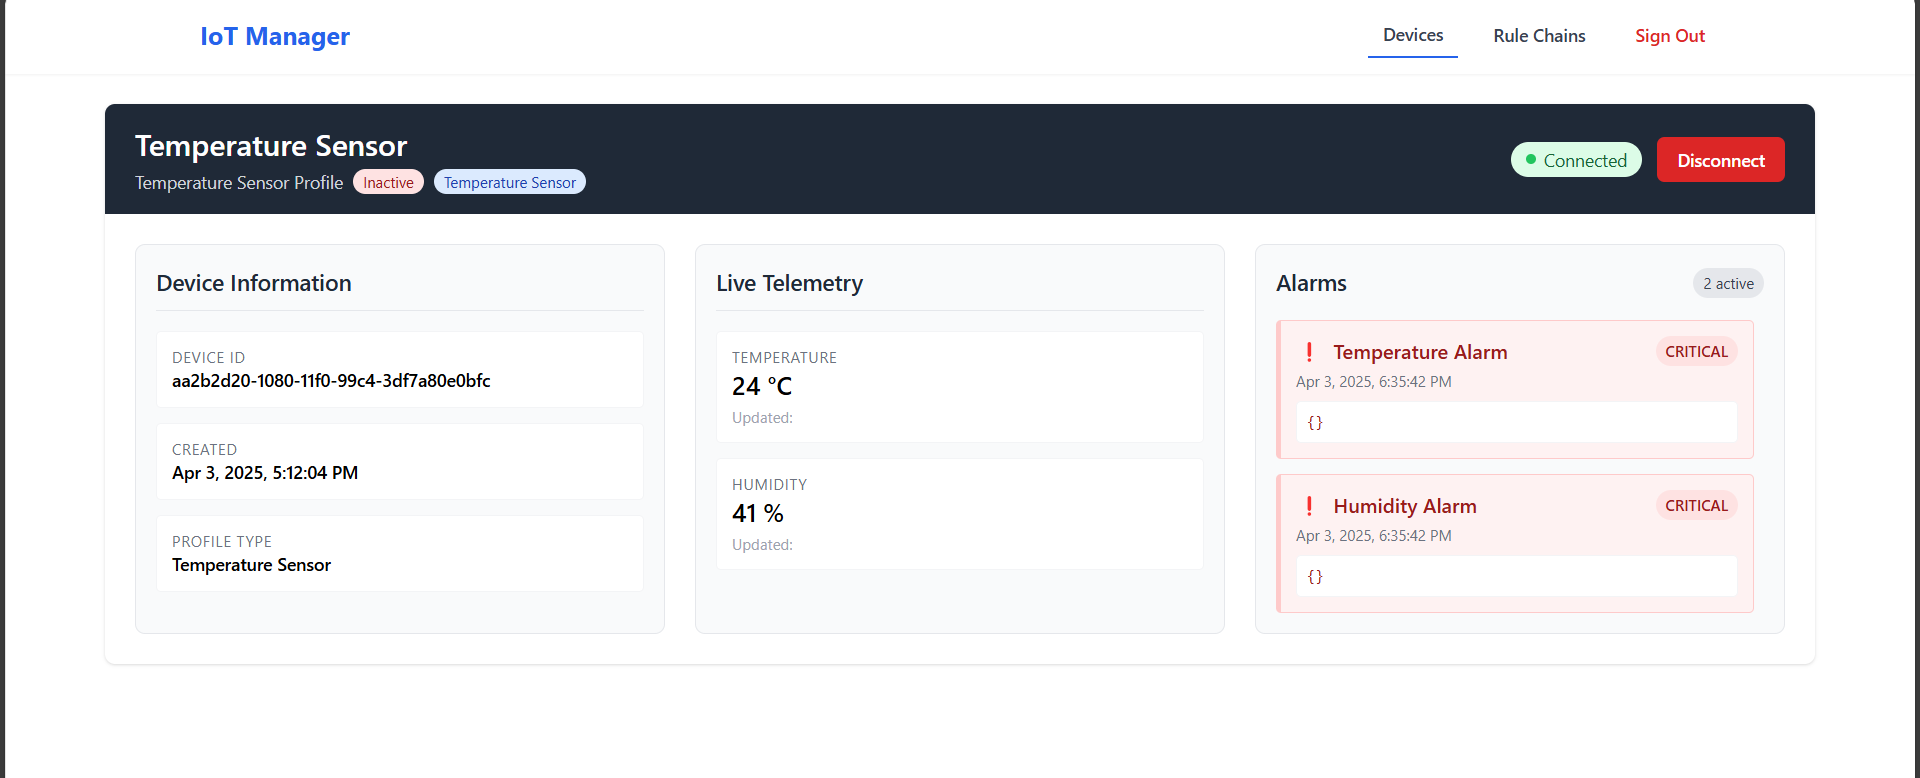 IoT Manager
Devices
Rule Chains
Sign Out
Temperature Sensor
Temperature Sensor Profile Inactive Temperature Sensor
Connected
Disconnect
Device Information
DEVICE ID
aa2b2d20-1080-11f0-99c4-3df7a80e0bfc
CREATED
Apr 3, 2025, 5:12:04 PM
PROFILE TYPE
Temperature Sensor
Live Telemetry
TEMPERATURE
24 °C
Updated:
HUMIDITY
41 %
Updated:
Alarms
2 active
❗ Temperature Alarm CRITICAL
Apr 3, 2025, 6:35:42 PM
{}
❗ Humidity Alarm CRITICAL
Apr 3, 2025, 6:35:42 PM
{}